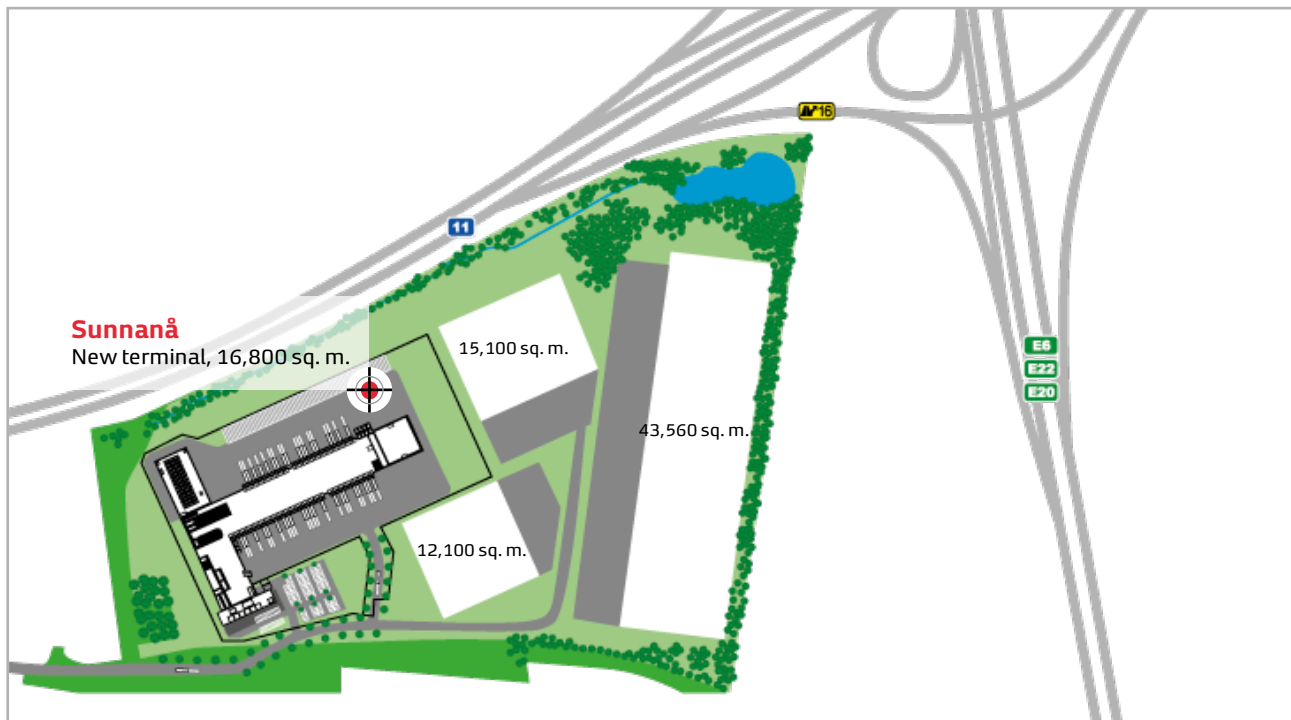 16
11
Sunnanå
New terminal, 16,800 sq. m.
15,100 sq. m.
E6
E22
E20
43,560 sq. m.
12,100 sq. m.